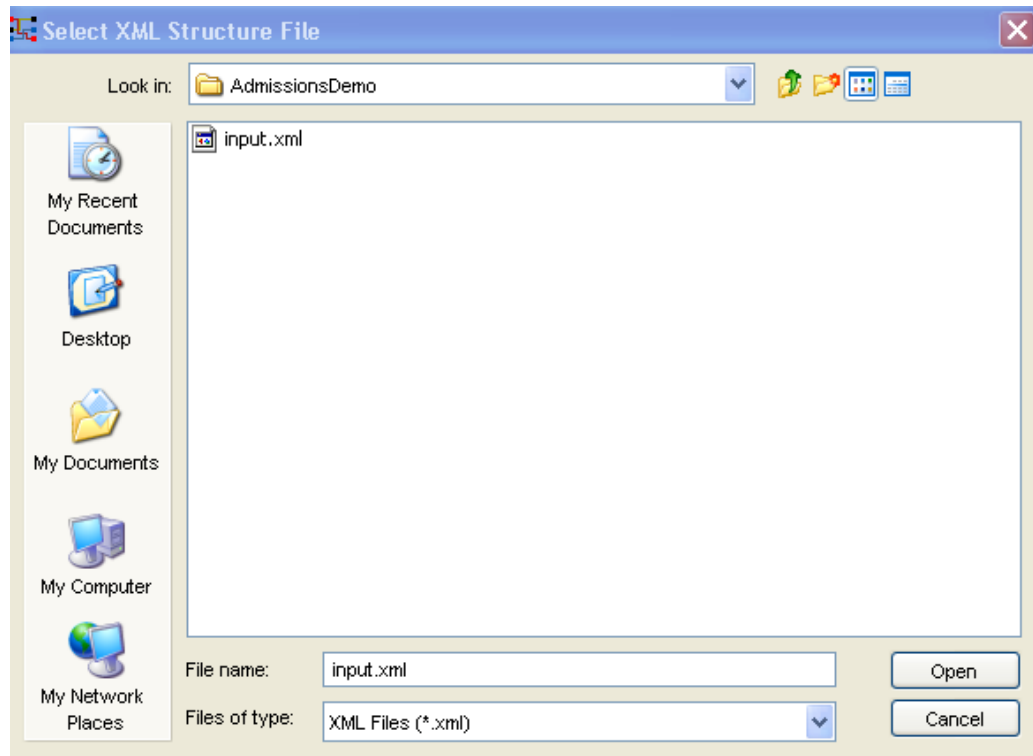 Select XML Structure File
Look in: AdmissionsDemo
input.xml
My Recent
Documents
Desktop
My Documents
My Computer
My Network
Places
File name: input.xml Open
Files of type: XML Files (*.xml) Cancel